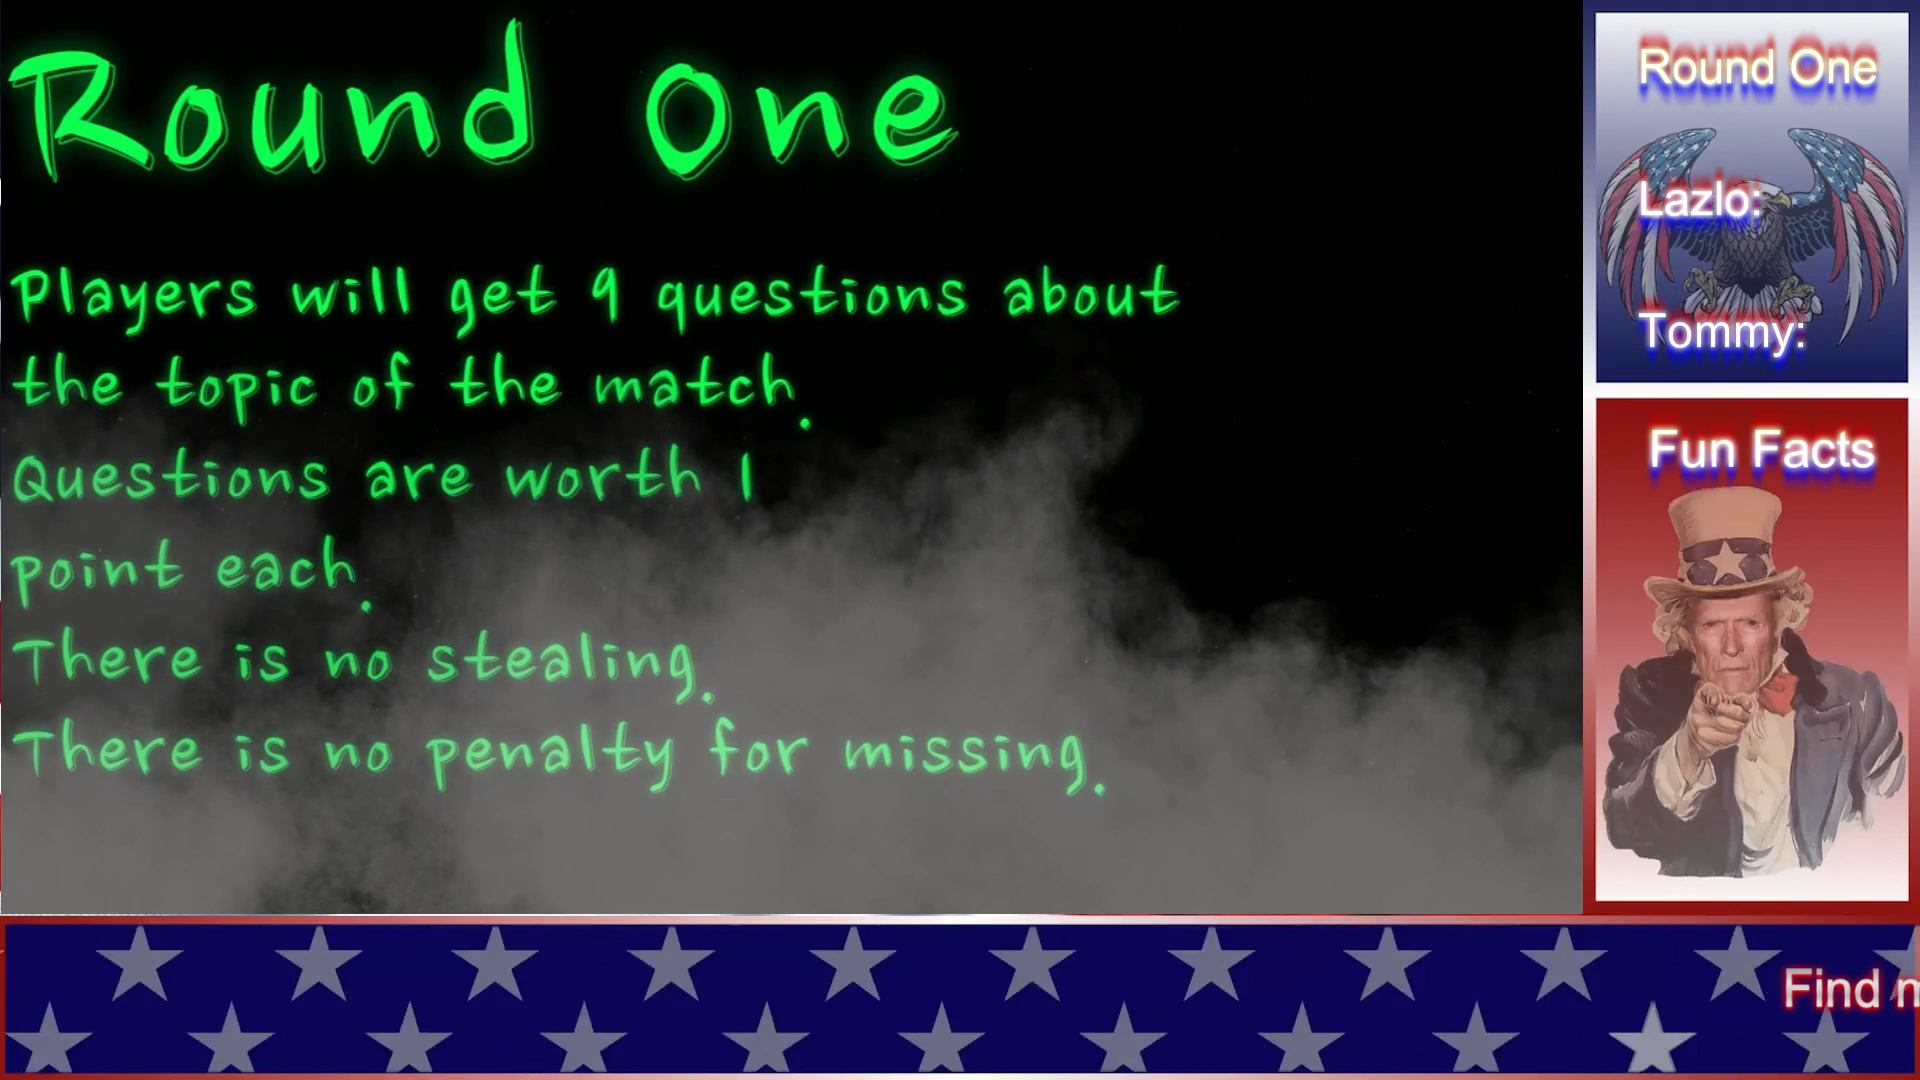 Round One
Players will get 9 questions about
the topic of the match.
Questions are worth 1
point each.
There is no stealing.
There is no penalty for missing.
Round One
Lazlo:
Tommy:
Fun Facts
Find